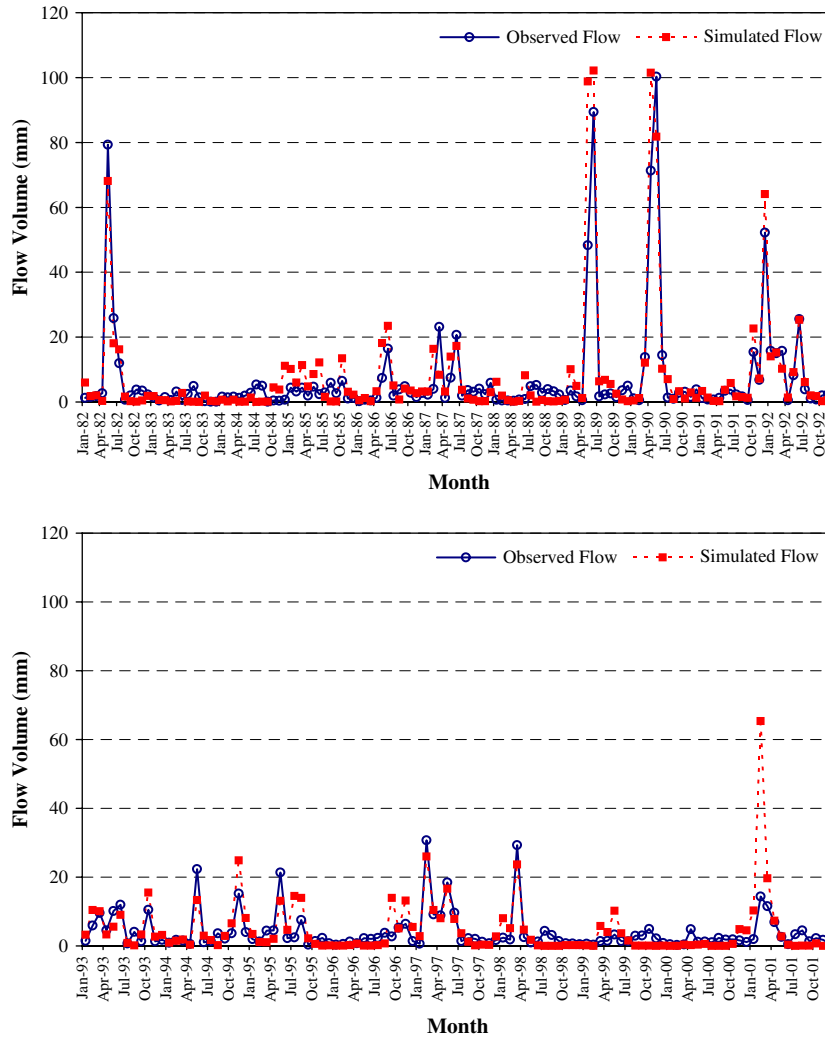 120
100
80
60
40
20
0
Flow Volume (mm)
Observed Flow Simulated Flow
Jan-82 Apr-82 Jul-82 Oct-82 Jan-83 Apr-83 Jul-83 Oct-83 Jan-84 Apr-84 Jul-84 Oct-84 Jan-85 Apr-85 Jul-85 Oct-85 Jan-86 Apr-86 Jul-86 Oct-86 Jan-87 Apr-87 Jul-87 Oct-87 Jan-88 Apr-88 Jul-88 Oct-88 Jan-89 Apr-89 Jul-89 Oct-89 Jan-90 Apr-90 Jul-90 Oct-90 Jan-91 Apr-91 Jul-91 Oct-91 Jan-92 Apr-92 Jul-92 Oct-92
Month
120
100
80
60
40
20
0
Flow Volume (mm)
Observed Flow Simulated Flow
Jan-93 Apr-93 Jul-93 Oct-93 Jan-94 Apr-94 Jul-94 Oct-94 Jan-95 Apr-95 Jul-95 Oct-95 Jan-96 Apr-96 Jul-96 Oct-96 Jan-97 Apr-97 Jul-97 Oct-97 Jan-98 Apr-98 Jul-98 Oct-98 Jan-99 Apr-99 Jul-99 Oct-99 Jan-00 Apr-00 Jul-00 Oct-00 Jan-01 Apr-01 Jul-01 Oct-01
Month